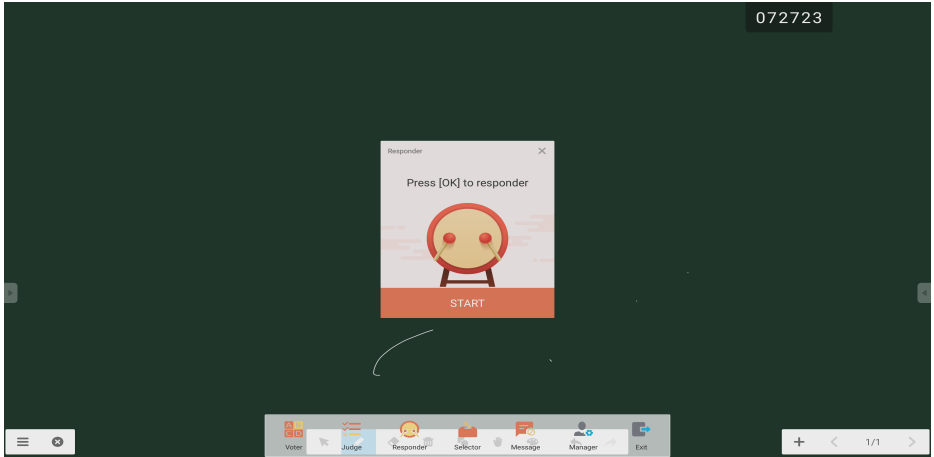 072723
Responder
Press [OK] to responder
START
Voter Judge Responder Selector Message Manager Exit
1/1